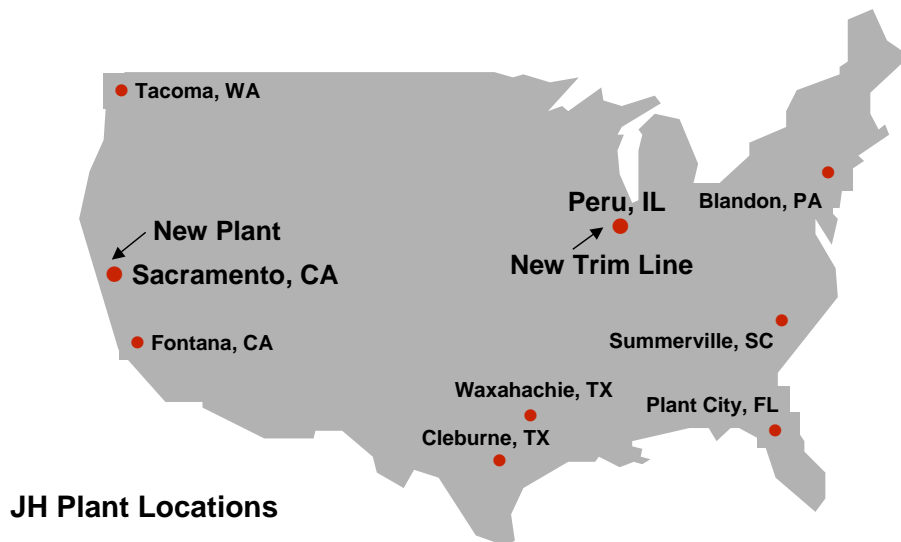 Tacoma, WA
Peru, IL
Blandon, PA
New Plant
New Trim Line
Sacramento, CA
Summerville, SC
Fontana, CA
Waxahachie, TX
Plant City, FL
Cleburne, TX
JH Plant Locations